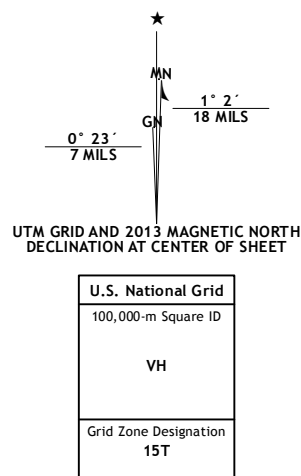 ★
MN
1° 2´
18 MILS
GN
0° 23´
7 MILS
UTM GRID AND 2013 MAGNETIC NORTH
DECLINATION AT CENTER OF SHEET
U.S. National Grid
100,000-m Square ID
VH
Grid Zone Designation
15T